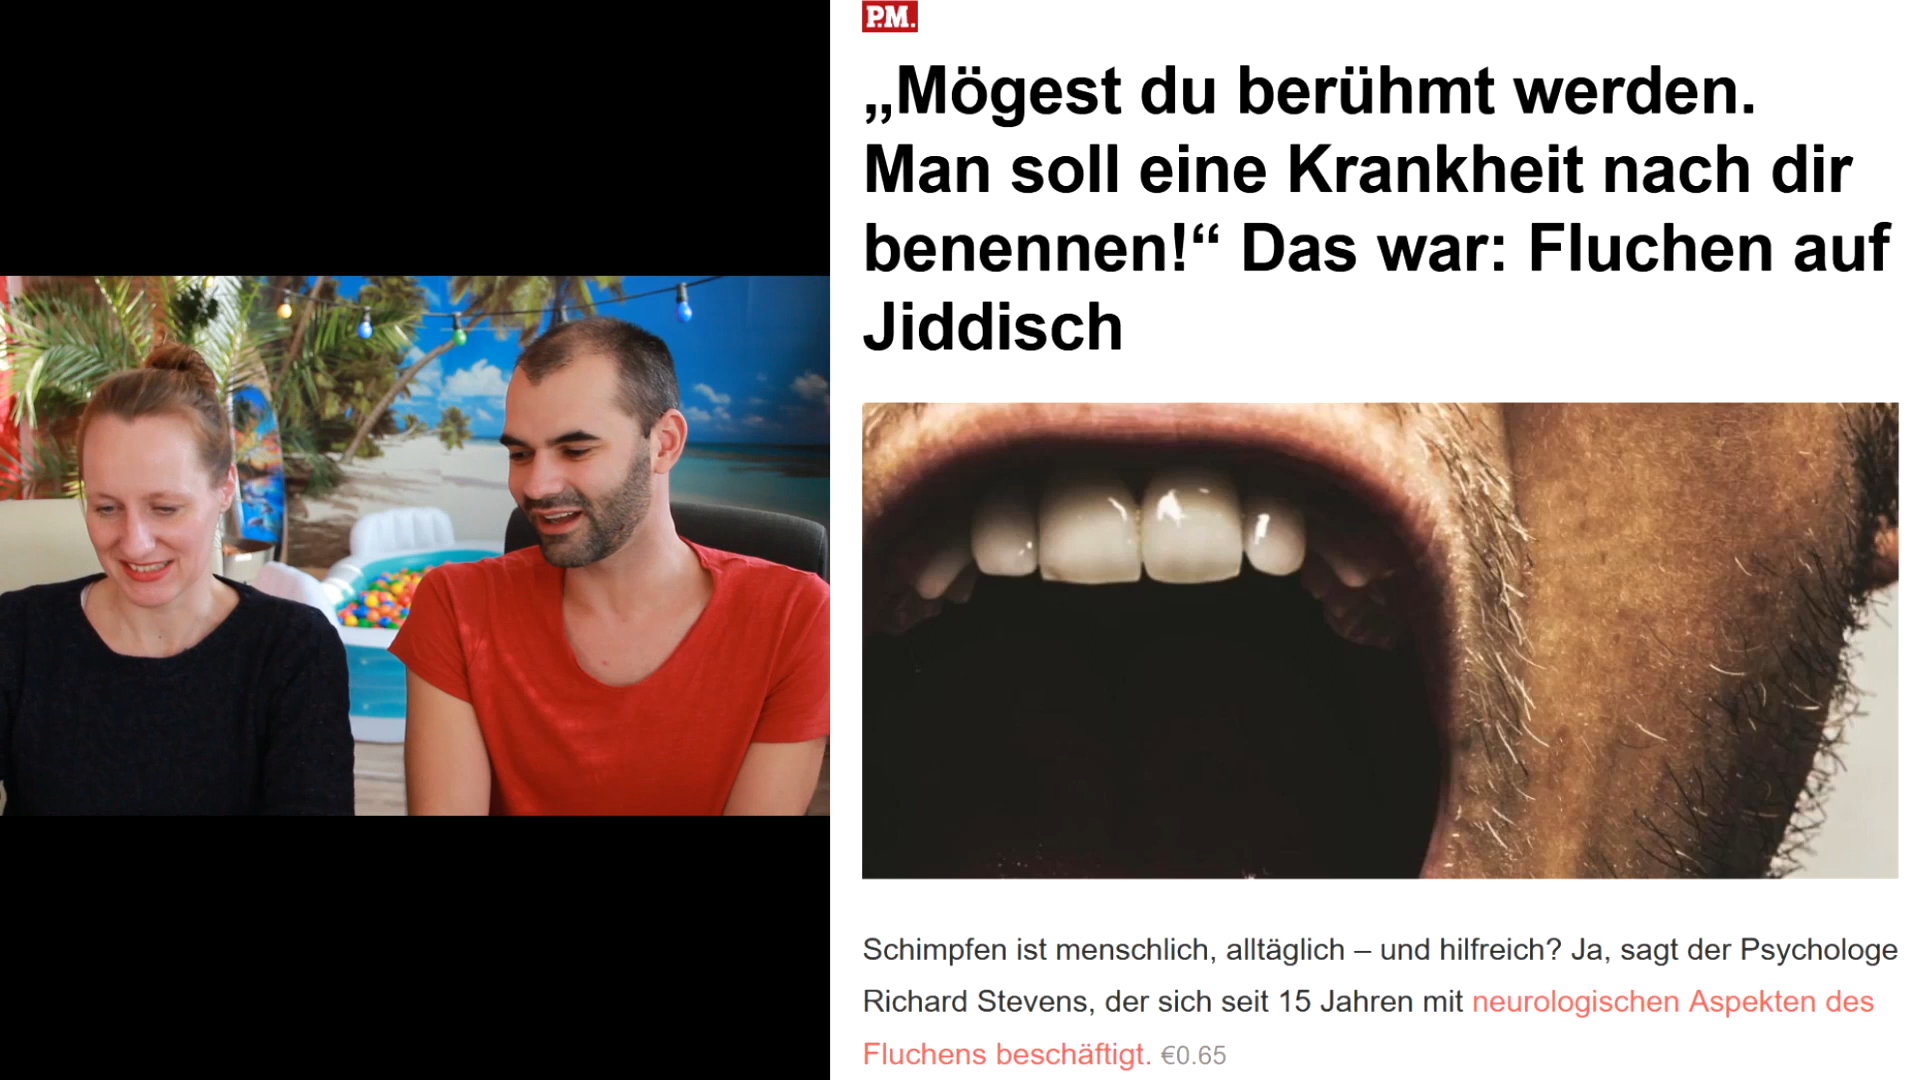 P.M.
„Mögest du berühmt werden.
Man soll eine Krankheit nach dir
benennen!“ Das war: Fluchen auf
Jiddisch
Schimpfen ist menschlich, alltäglich – und hilfreich? Ja, sagt der Psychologe
Richard Stevens, der sich seit 15 Jahren mit neurologischen Aspekten des
Fluchens beschäftigt. €0.65